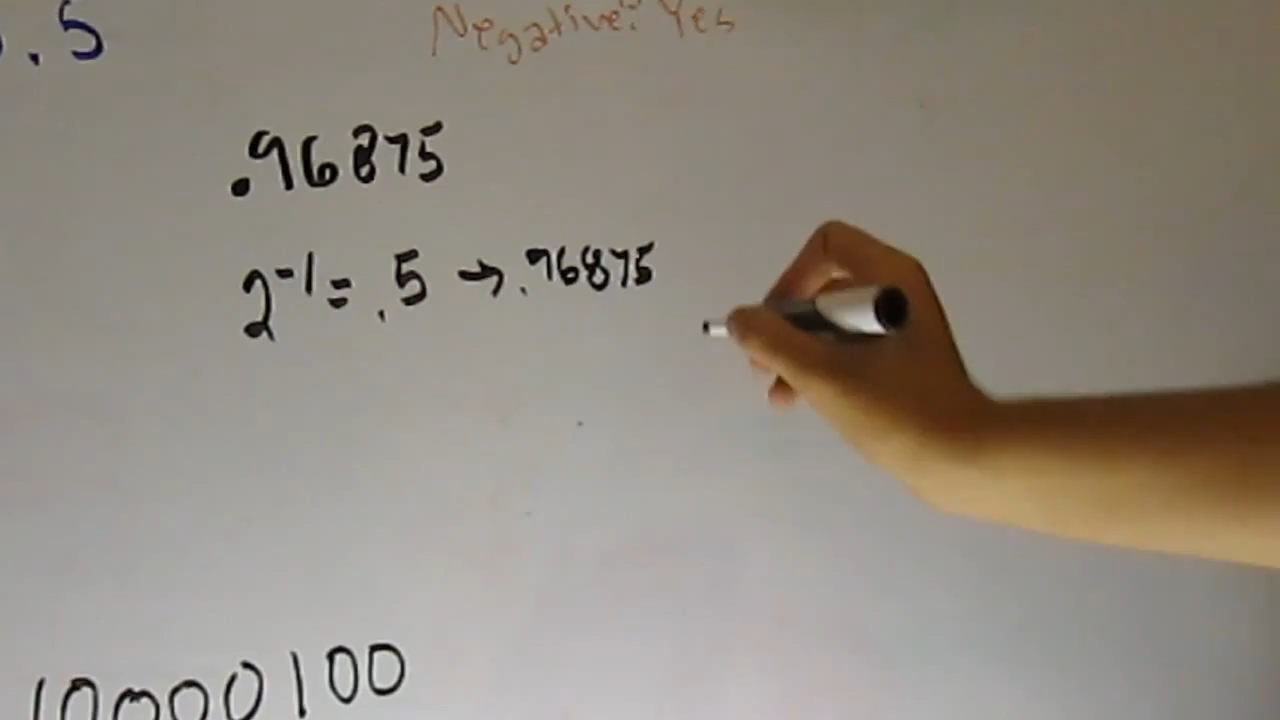 .5
Negative: Yes
.96875
2^-1 = .5 → .96875
10000100